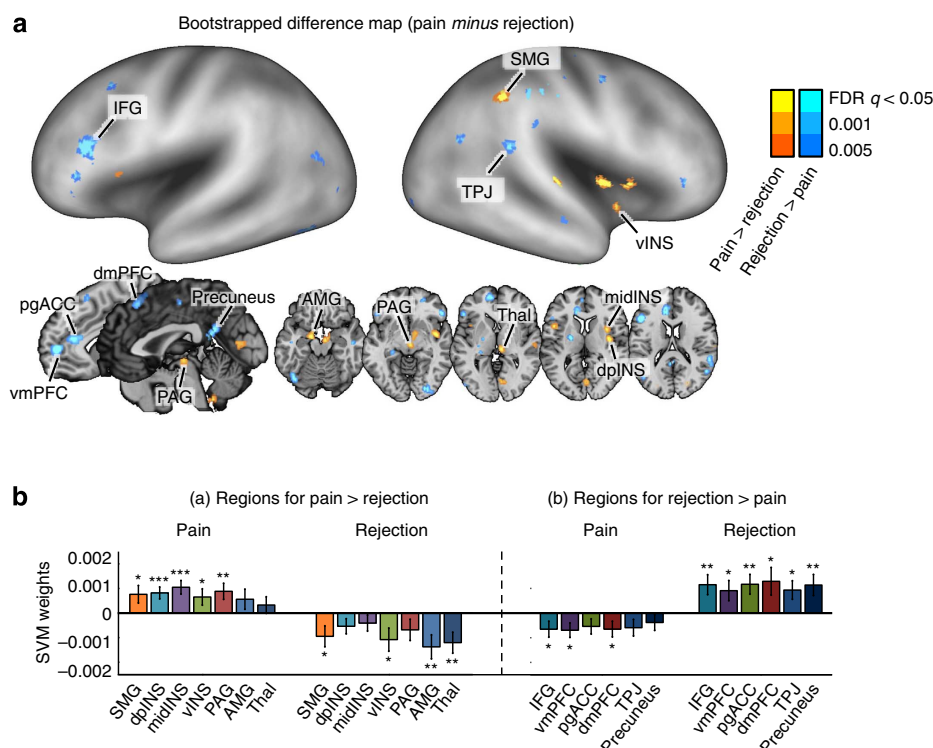 a
Bootstrapped difference map (pain minus rejection)
IFG
SMG
TPJ
vINS
FDR q < 0.05
0.001
0.005
Pain > rejection
Rejection > pain
dmPFC
pgACC
Precuneus
vmPFC
PAG
AMG
PAG
Thal
midINS
dpINS
b
(a) Regions for pain > rejection
(b) Regions for rejection > pain
Pain
Rejection
Pain
Rejection
SVM weights
0.002
0.001
0
−0.001
−0.002
* *** *** * **
* * ** **
* * *
** * ** * * **
SMG
dpINS
midINS
vINS
PAG
AMG
Thal
SMG
dpINS
midINS
vINS
PAG
AMG
Thal
IFG
vmPFC
pgACC
dmPFC
TPJ
Precuneus
IFG
vmPFC
pgACC
dmPFC
TPJ
Precuneus